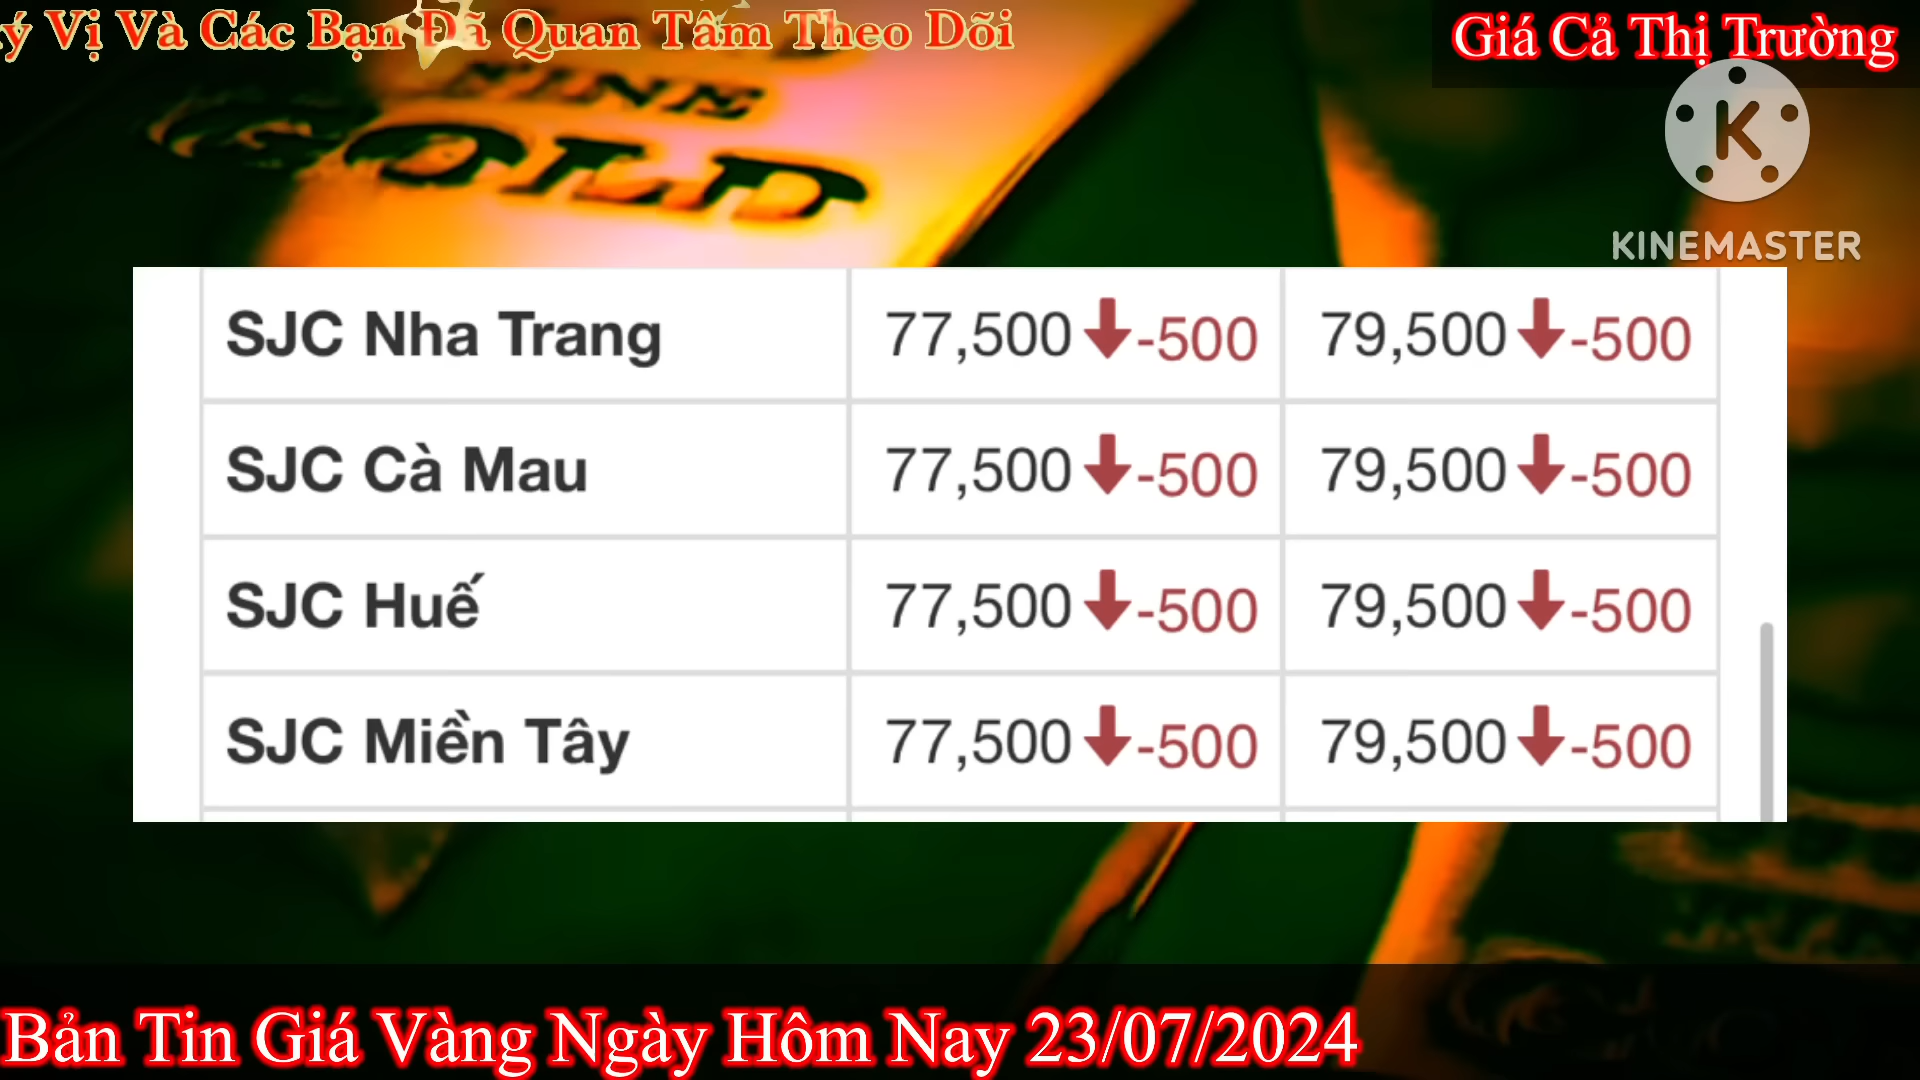 ý Vị Và Các Bạn Đã Quan Tâm Theo Dõi
Giá Cả Thị Trường
FINE
GOLD
K
KINEMASTER
SJC Nha Trang 77,500 -500 79,500 -500
SJC Cà Mau 77,500 -500 79,500 -500
SJC Huế 77,500 -500 79,500 -500
SJC Miền Tây 77,500 -500 79,500 -500
Bản Tin Giá Vàng Ngày Hôm Nay 23/07/2024